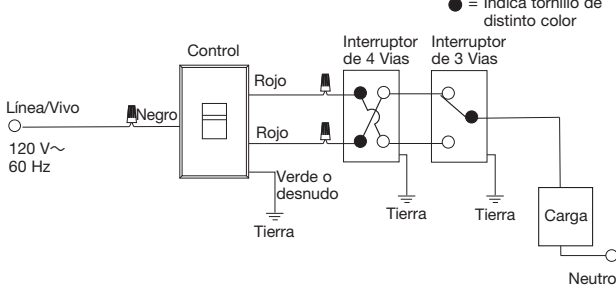 = Indica tornillo de
distinto color
Control
Interruptor
de 4 Vias
Interruptor
de 3 Vias
Rojo
Línea/Vivo
Negro
Rojo
120 V~
60 Hz
Verde o
desnudo
Tierra
Tierra
Tierra
Carga
Neutro